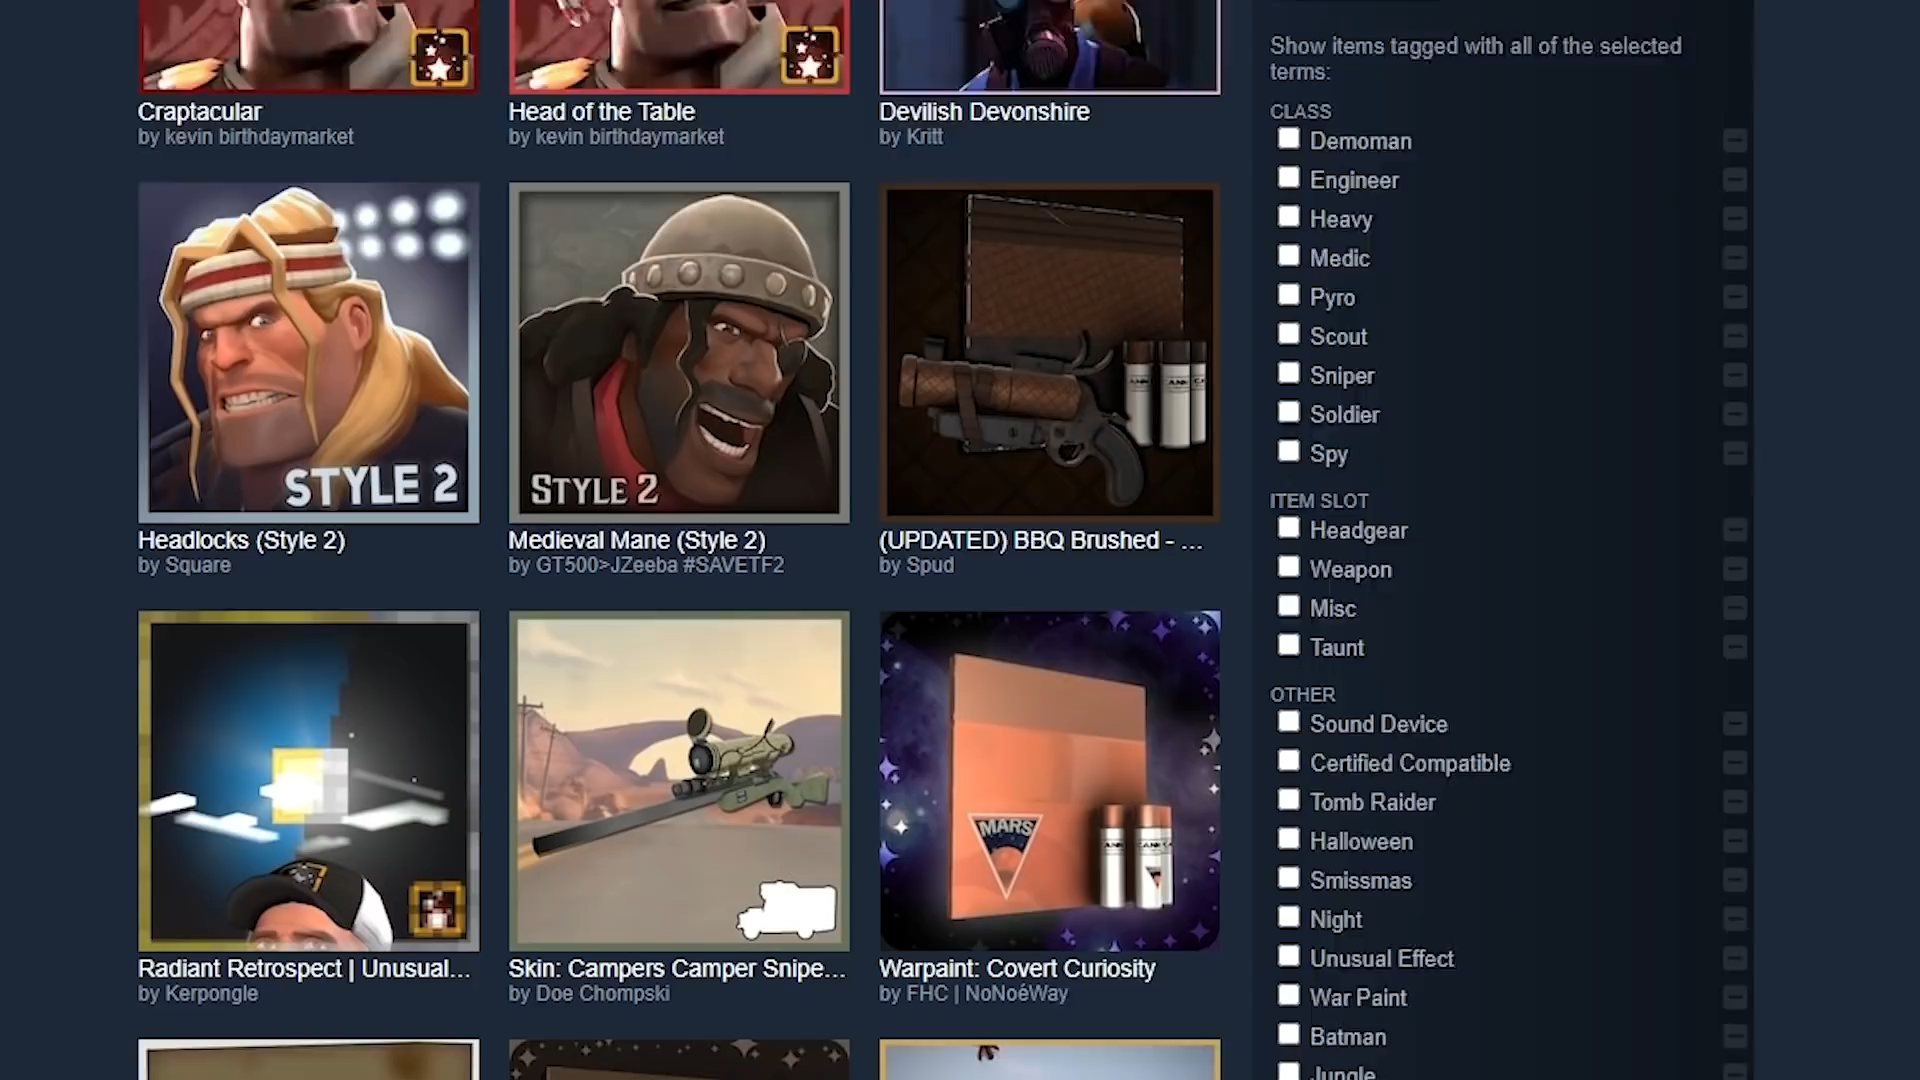 Craptacular
by kevin birthdaymarket
Head of the Table
by kevin birthdaymarket
Devilish Devonshire
by Kritt
STYLE 2
Headlocks (Style 2)
by Square
STYLE 2
Medieval Mane (Style 2)
by GT500>JZeeba #SAVETF2
(UPDATED) BBQ Brushed - ...
by Spud
Radiant Retrospect | Unusual...
by Kerpongle
Skin: Campers Camper Snipe...
by Doe Chompski
MARS
Warpaint: Covert Curiosity
by FHC | NoNoéWay
Show items tagged with all of the selected
terms:
CLASS
Demoman
Engineer
Heavy
Medic
Pyro
Scout
Sniper
Soldier
Spy
ITEM SLOT
Headgear
Weapon
Misc
Taunt
OTHER
Sound Device
Certified Compatible
Tomb Raider
Halloween
Smissmas
Night
Unusual Effect
War Paint
Batman
Jungle